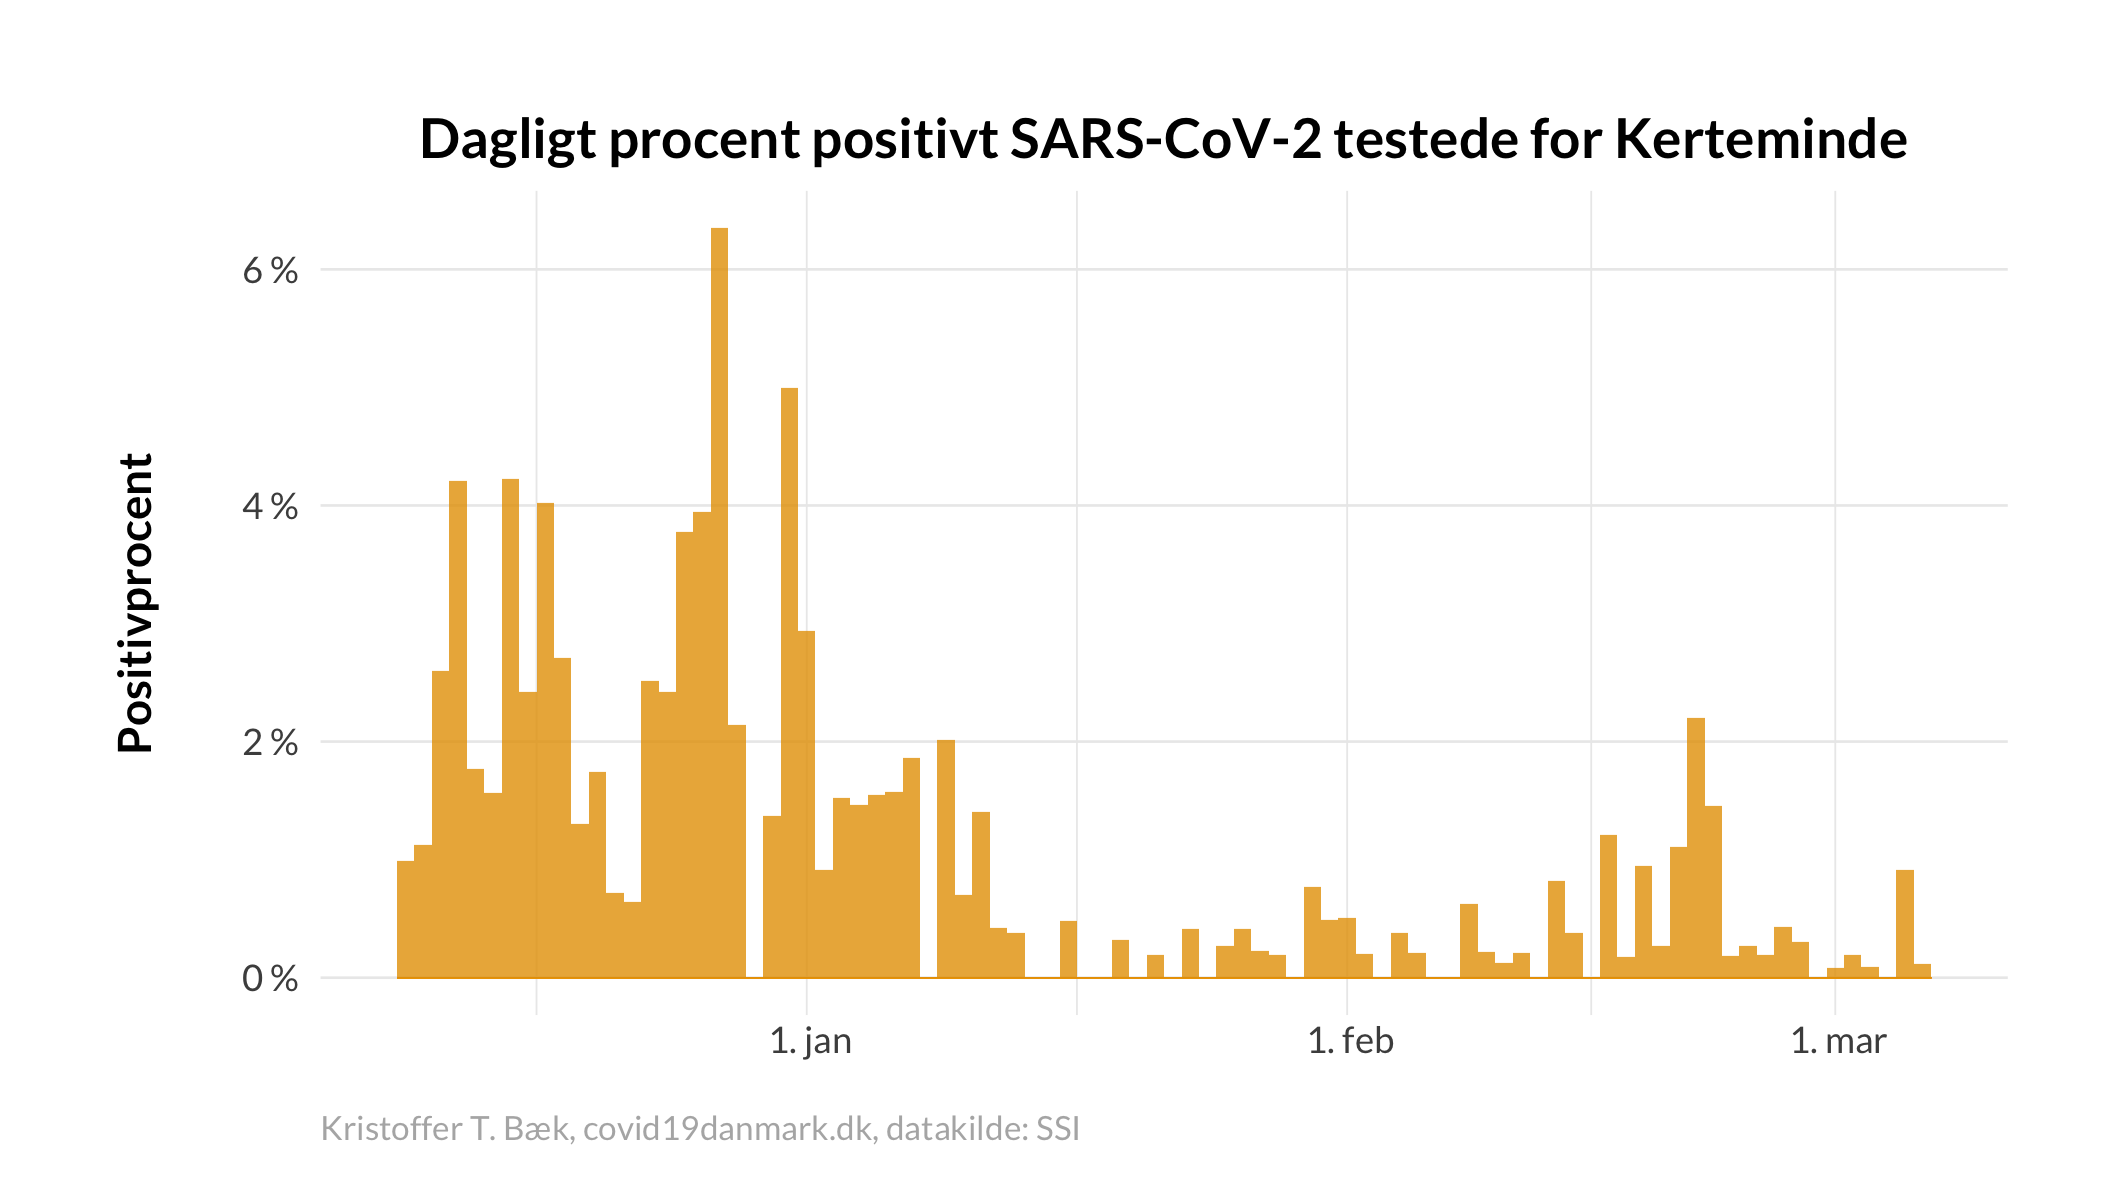 Dagligt procent positivt SARS-CoV-2 testede for Kerteminde
Positivprocent
6 %
4 %
2 %
0 %
1. jan
1. feb
1. mar
Kristoffer T. Bæk, covid19danmark.dk, datakilde: SSI